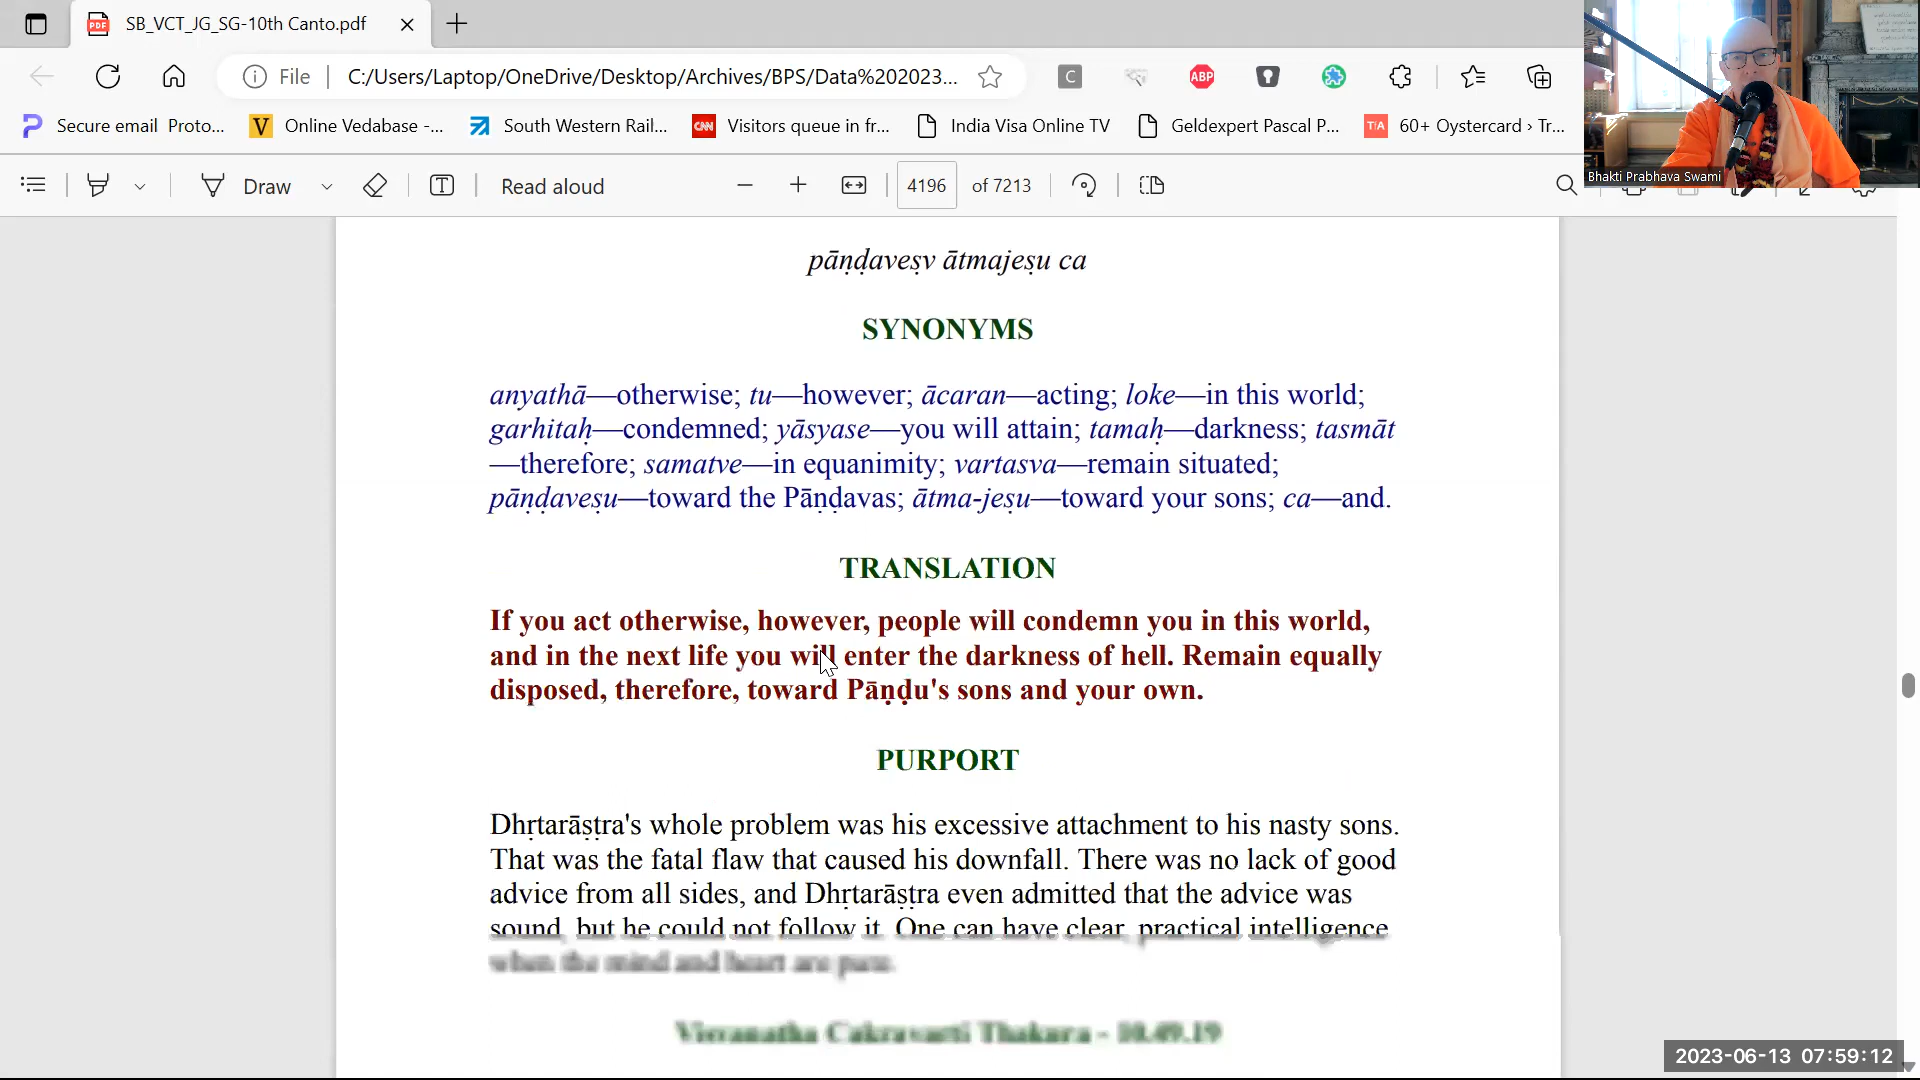 SB_VCT_JG_SG-10th Canto.pdf
File
C:/Users/Laptop/OneDrive/Desktop/Archives/BPS/Data%202023...
C
ABP
Secure email Proto...
V Online Vedabase -...
South Western Rail...
CNN Visitors queue in fr...
India Visa Online TV
Geldexpert Pascal P...
T/A 60+ Oystercard › Tr...
Bhakti Prabhava Swami
Draw
Read aloud
4196 of 7213
pāṇḍaveṣv ātmajeṣu ca
SYNONYMS
anyathā—otherwise; tu—however; ācaran—acting; loke—in this world;
garhitaḥ—condemned; yāsyase—you will attain; tamaḥ—darkness; tasmāt
—therefore; samatve—in equanimity; vartasva—remain situated;
pāṇḍaveṣu—toward the Pāṇḍavas; ātma-jeṣu—toward your sons; ca—and.
TRANSLATION
If you act otherwise, however, people will condemn you in this world,
and in the next life you will enter the darkness of hell. Remain equally
disposed, therefore, toward Pāṇḍu's sons and your own.
PURPORT
Dhṛtarāṣṭra's whole problem was his excessive attachment to his nasty sons.
That was the fatal flaw that caused his downfall. There was no lack of good
advice from all sides, and Dhṛtarāṣṭra even admitted that the advice was
sound, but he could not follow it. One can have clear, practical intelligence
when the mind and heart are pure.
2023-06-13 07:59:12